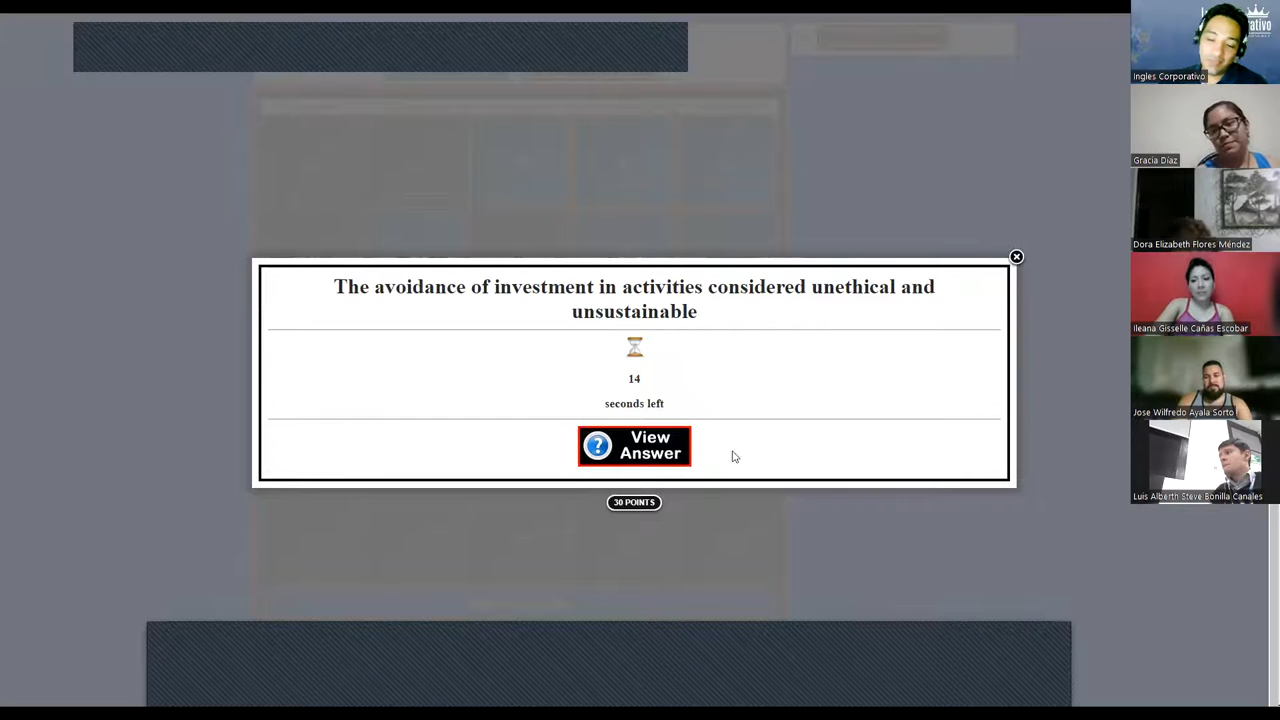 The avoidance of investment in activities considered unethical and
unsustainable
14
seconds left
? View
Answer
30 POINTS
Ingles Corporativo
Gracia Díaz
Dora Elizabeth Flores Méndez
Ileana Gisselle Cañas Escobar
Jose Wilfredo Ayala Sorto
Luis Alberth Steve Bonilla Canales